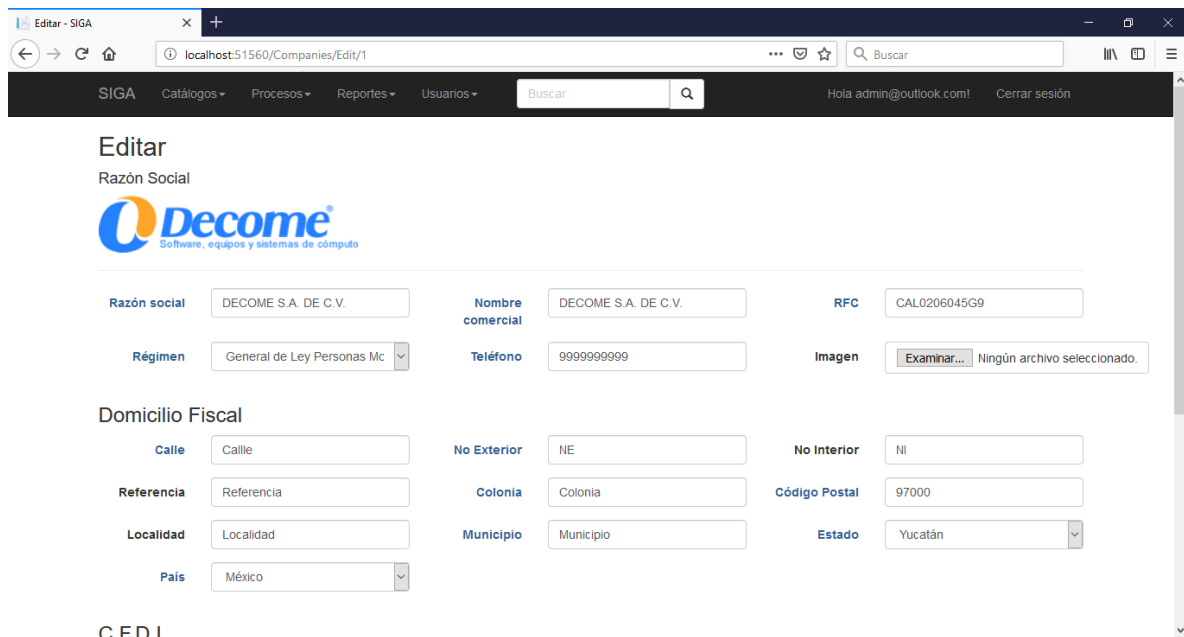 Editar - SIGA
localhost:51560/Companies/Edit/1 Buscar
SIGA Catálogos Procesos Reportes Usuarios Buscar Hola admin@outlook.com! Cerrar sesión
Editar
Razón Social
Decome®
Software, equipos y sistemas de cómputo
Razón social DECOME S.A. DE C.V. Nombre comercial DECOME S.A. DE C.V. RFC CAL0206045G9
Régimen General de Ley Personas Mc Teléfono 9999999999 Imagen Examinar... Ningún archivo seleccionado.
Domicilio Fiscal
Calle Callle No Exterior NE No Interior NI
Referencia Referencia Colonia Colonia Código Postal 97000
Localidad Localidad Municipio Municipio Estado Yucatán
País México
C.F.D.I.